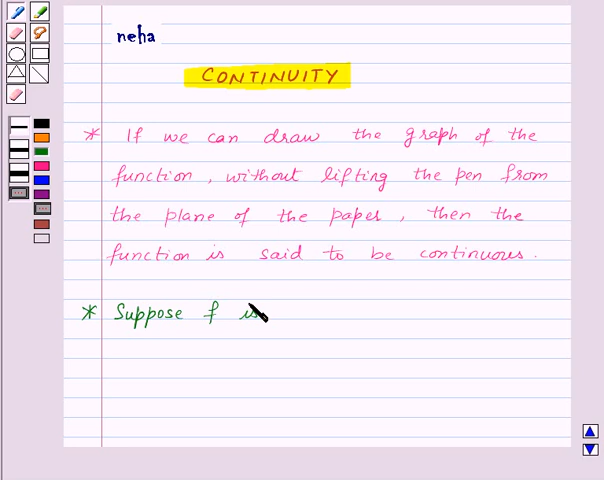 neha
CONTINUITY
* If we can draw the graph of the
function, without lifting the pen from
the plane of the paper, then the
function is said to be continuous.
* Suppose f is